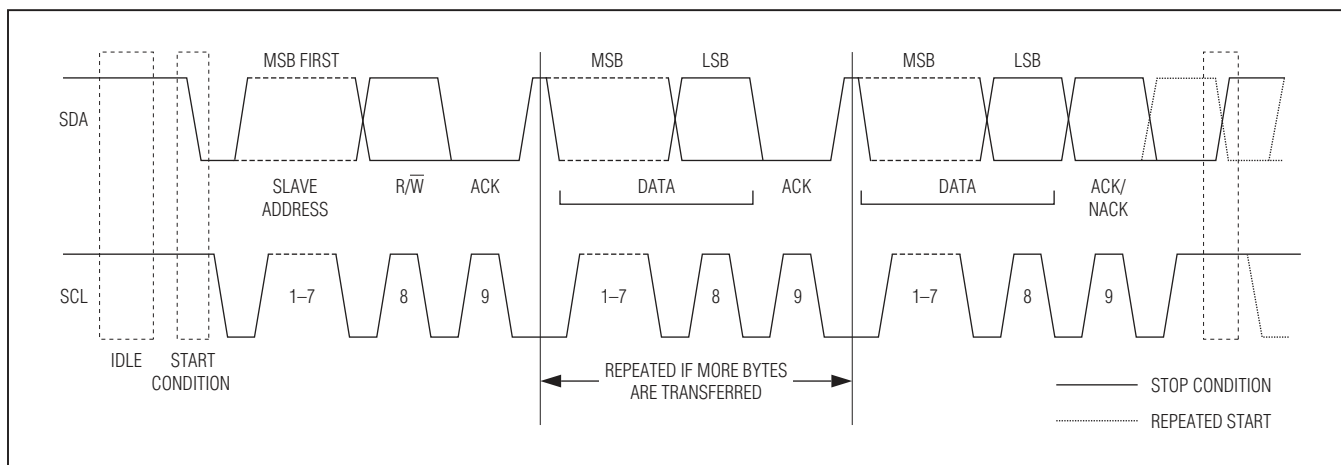 MSB FIRST
MSB
LSB
MSB
LSB
SDA
SLAVE
ADDRESS
R/W̅
ACK
DATA
ACK
DATA
ACK/
NACK
SCL
1–7
8
9
1–7
8
9
1–7
8
9
IDLE
START
CONDITION
REPEATED IF MORE BYTES
ARE TRANSFERRED
STOP CONDITION
REPEATED START